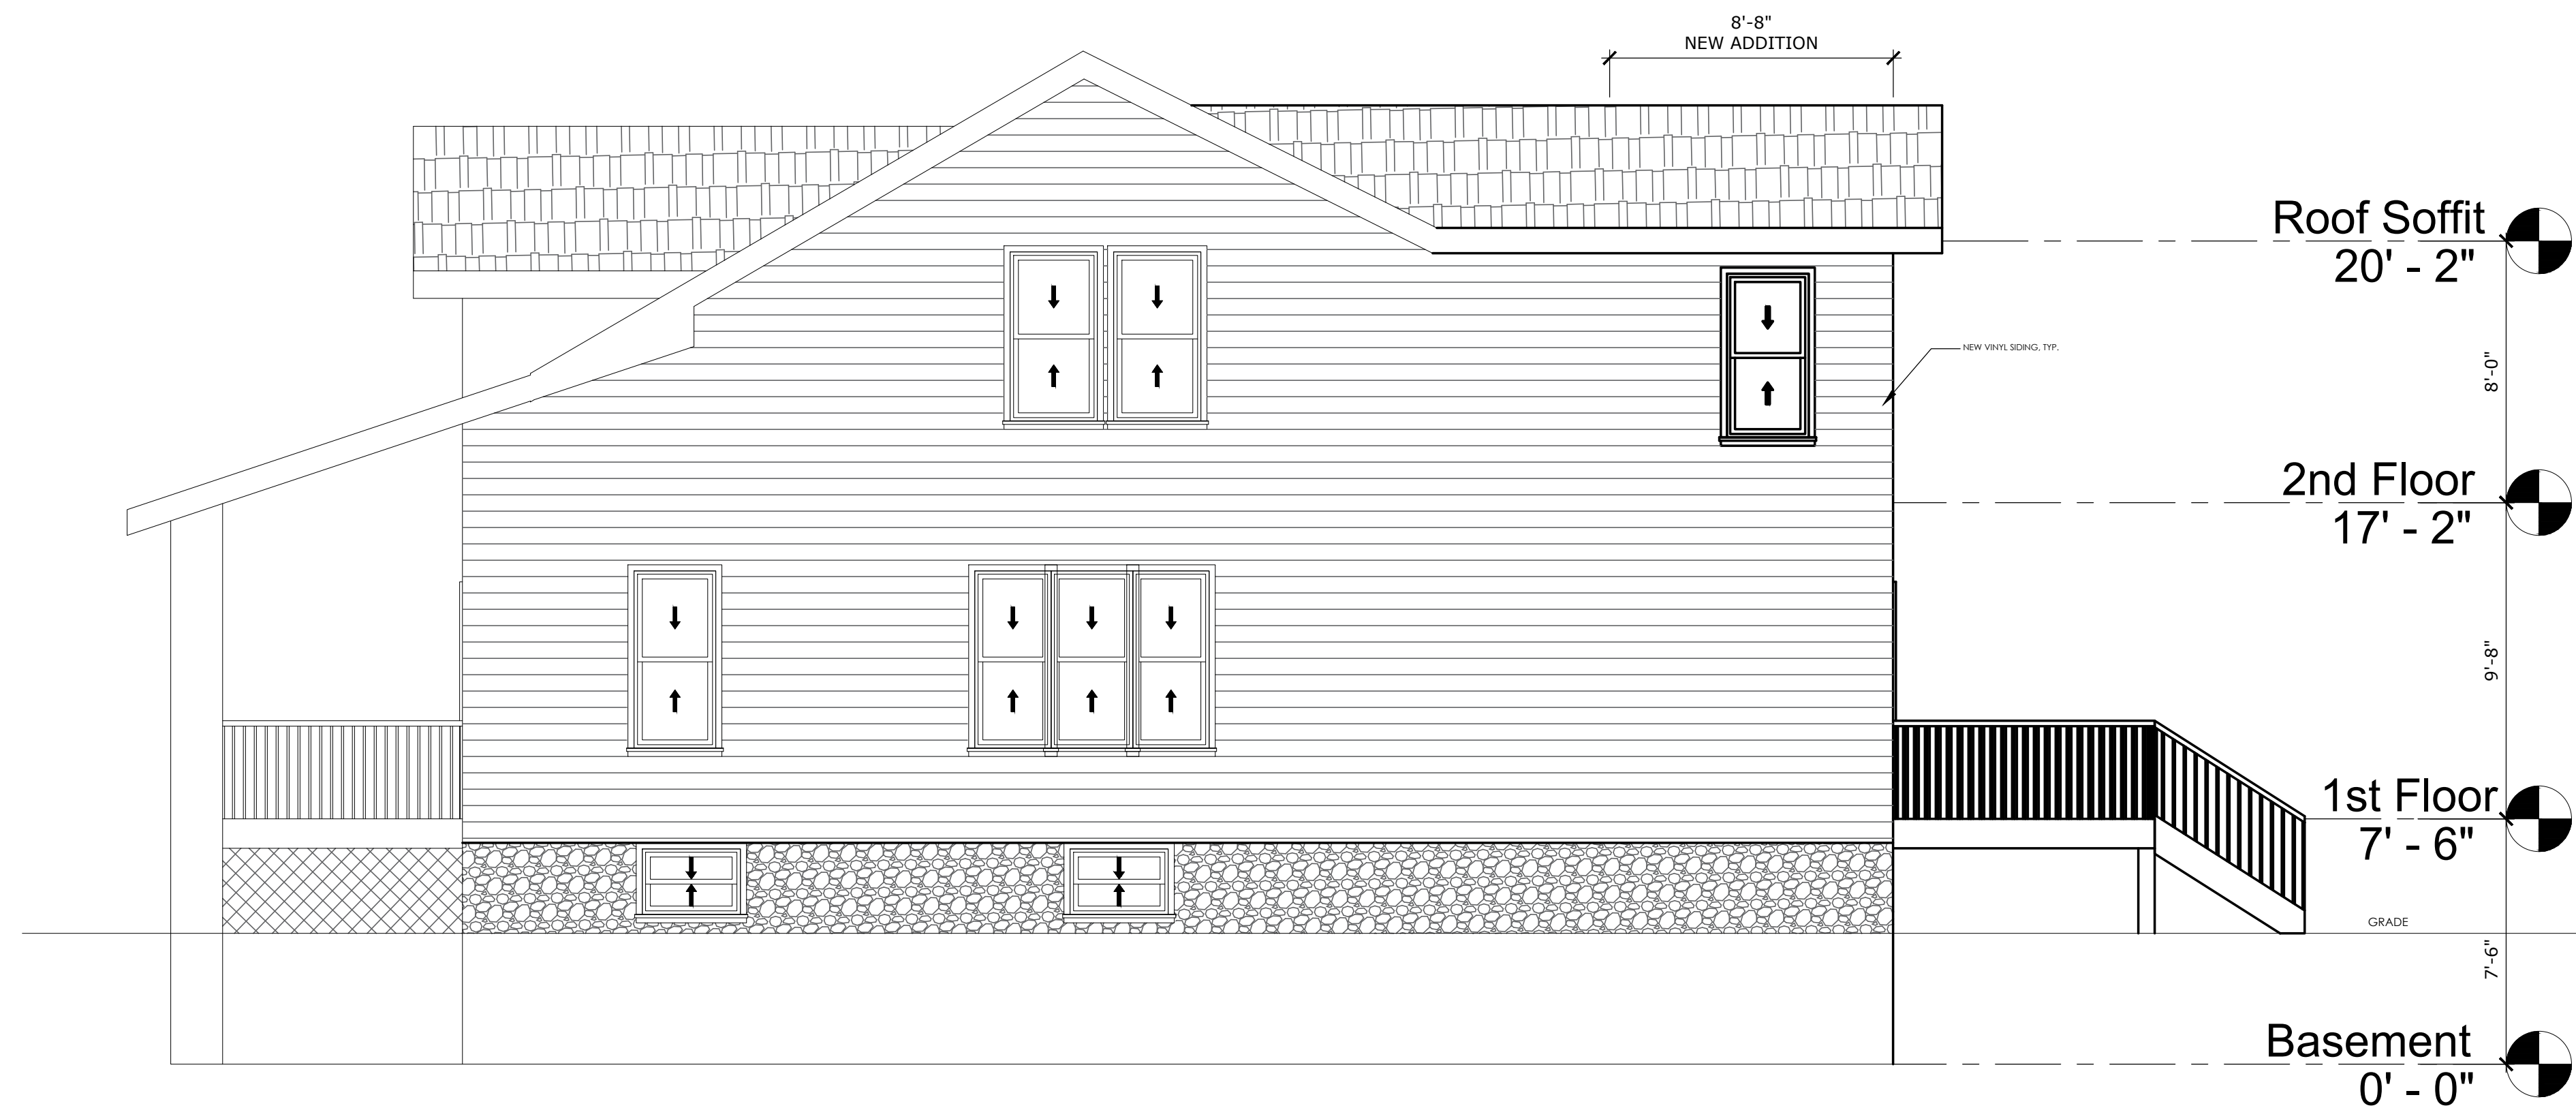 8'-8"
NEW ADDITION
Roof Soffit
20' - 2"
8'-0"
NEW VINYL SIDING, TYP.
2nd Floor
17' - 2"
9'-8"
1st Floor
7' - 6"
GRADE
7'-6"
Basement
0' - 0"